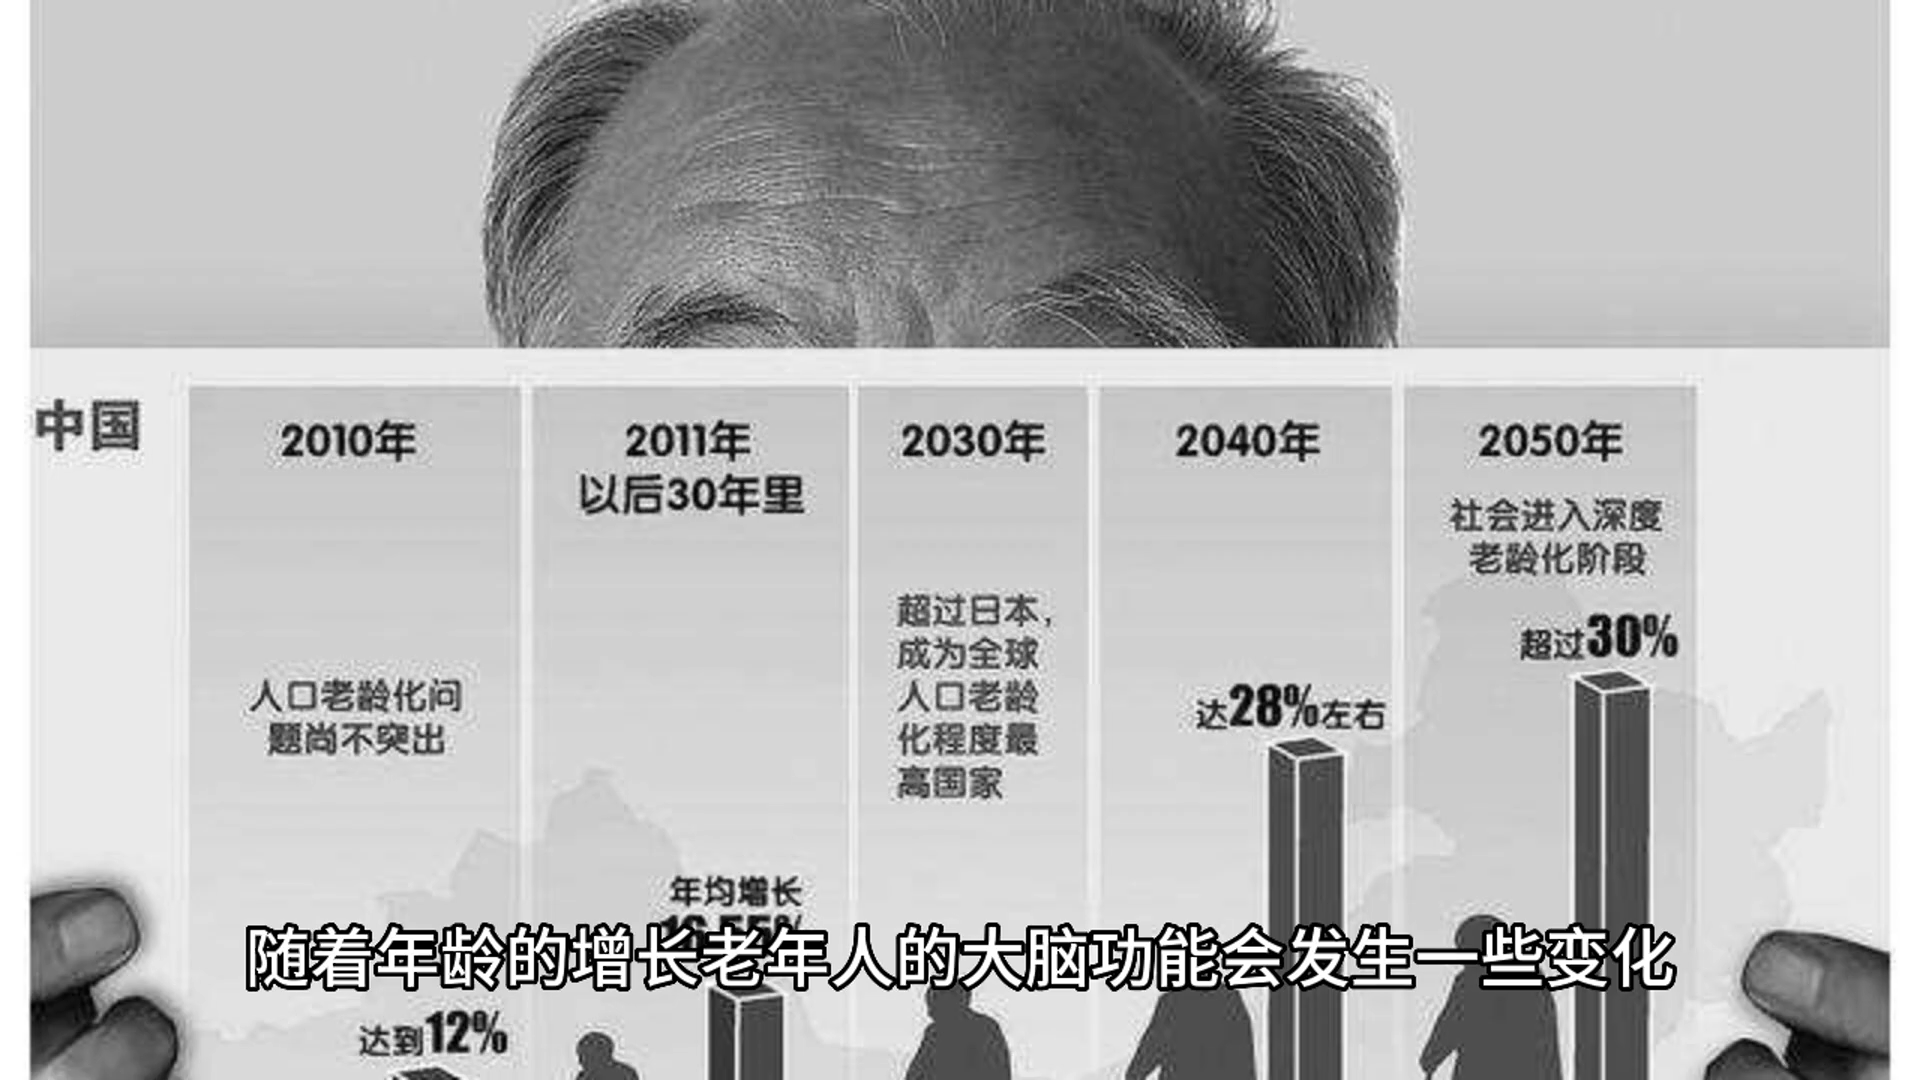 中国
2010年
人口老龄化问
题尚不突出
达到12%
2011年
以后30年里
年均增长
2030年
超过日本,
成为全球
人口老龄
化程度最
高国家
2040年
达28%左右
2050年
社会进入深度
老龄化阶段
超过30%
随着年龄的增长老年人的大脑功能会发生一些变化